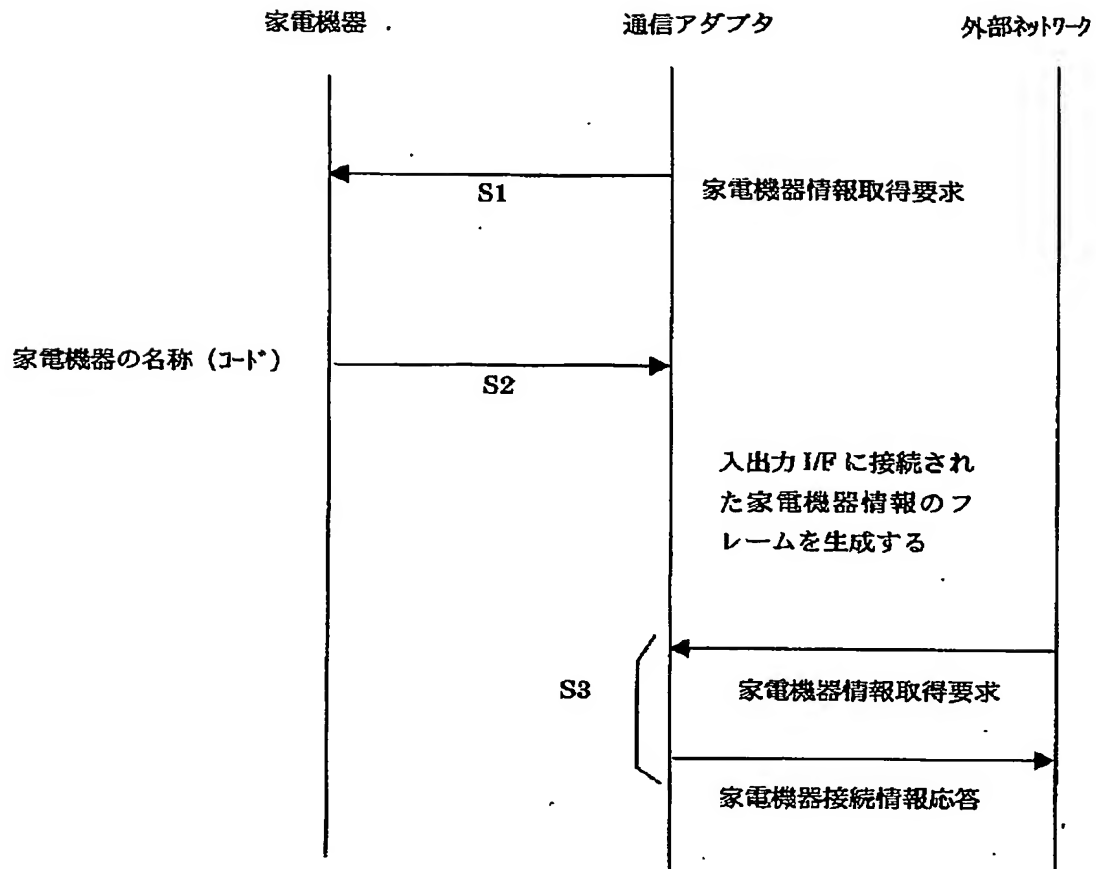 家電機器
通信アダプタ
外部ネットワーク
S1
家電機器情報取得要求
家電機器の名称 (コード)
S2
入出力 I/F に接続され
た家電機器情報のフ
レームを生成する
S3
家電機器情報取得要求
家電機器接続情報応答